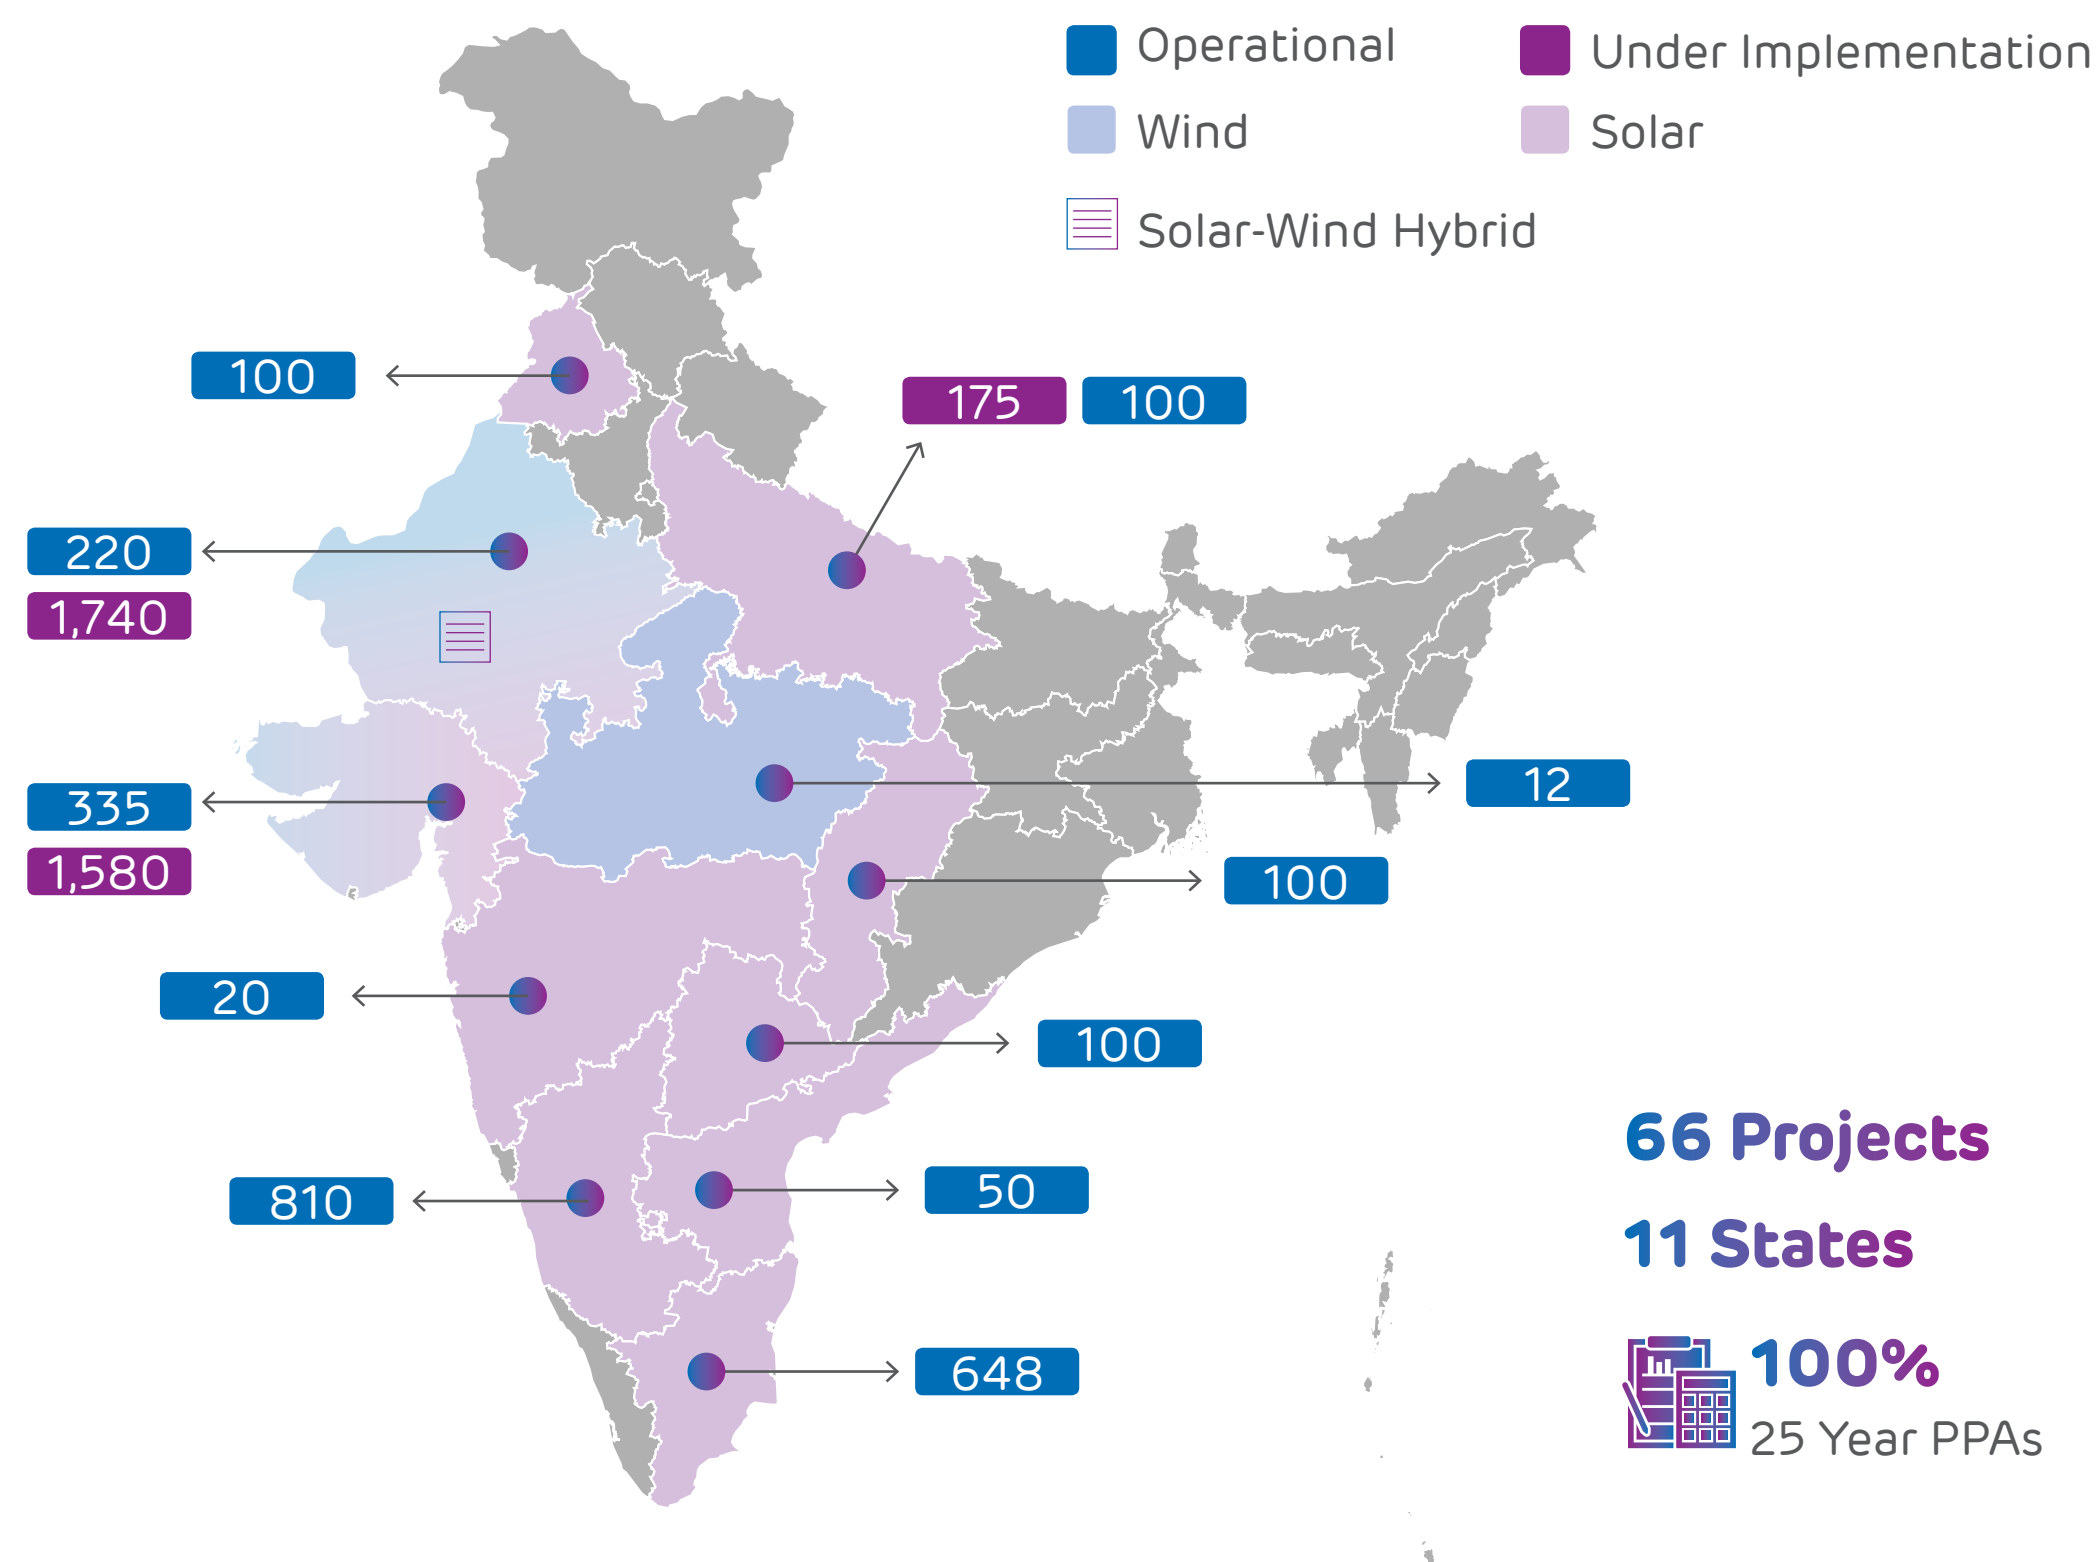 Operational
Under Implementation
Wind
Solar
Solar-Wind Hybrid
100
175 100
220
1,740
12
335
1,580
100
20
100
810
50
648
66 Projects
11 States
100%
25 Year PPAs